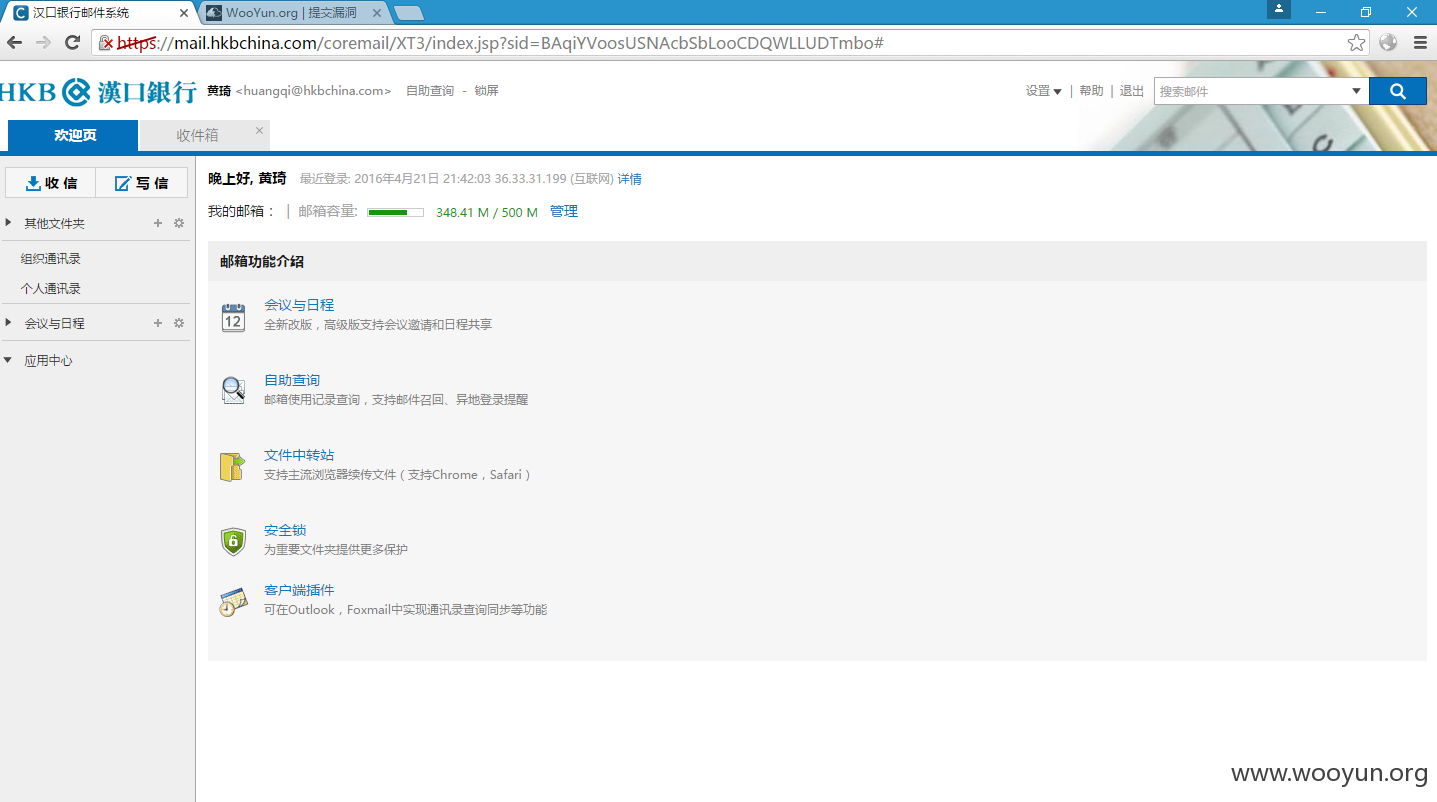 汉口银行邮件系统
WooYun.org | 提交漏洞
https://mail.hkbchina.com/coremail/XT3/index.jsp?sid=BAqiYVoosUSNAcbSbLooCDQWLLUDTmbo#
HKB 漢口銀行 黄琦 <huangqi@hkbchina.com> 自助查询 - 锁屏 设置 | 帮助 | 退出 搜索邮件
欢迎页 收件箱
收信 写信
其他文件夹
组织通讯录
个人通讯录
会议与日程
应用中心
晚上好, 黄琦 最近登录: 2016年4月21日 21:42:03 36.33.31.199 (互联网) 详情
我的邮箱： | 邮箱容量: 348.41 M / 500 M 管理
邮箱功能介绍
12
会议与日程
全新改版，高级版支持会议邀请和日程共享
自助查询
邮箱使用记录查询，支持邮件召回、异地登录提醒
文件中转站
支持主流浏览器续传文件（支持Chrome，Safari）
安全锁
为重要文件夹提供更多保护
客户端插件
可在Outlook，Foxmail中实现通讯录查询同步等功能
www.wooyun.org